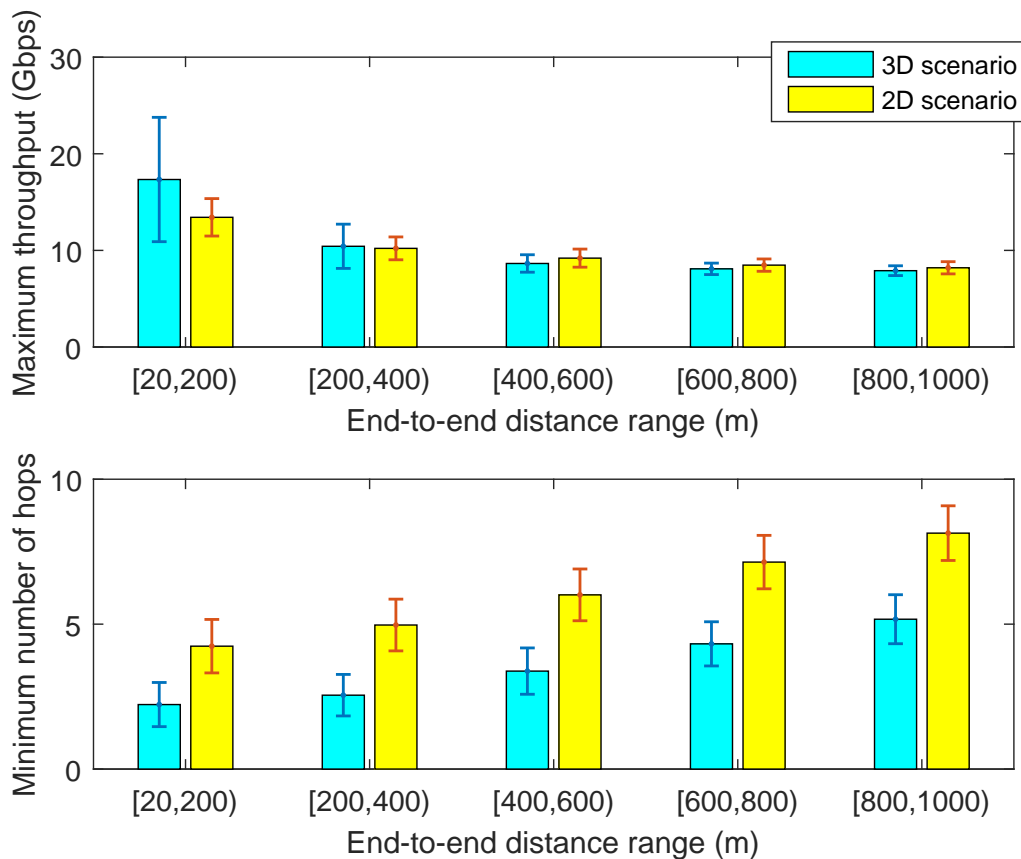 Maximum throughput (Gbps)
30
20
10
0
3D scenario
2D scenario
[20,200)
[200,400)
[400,600)
[600,800)
[800,1000)
End-to-end distance range (m)
Minimum number of hops
10
5
0
[20,200)
[200,400)
[400,600)
[600,800)
[800,1000)
End-to-end distance range (m)